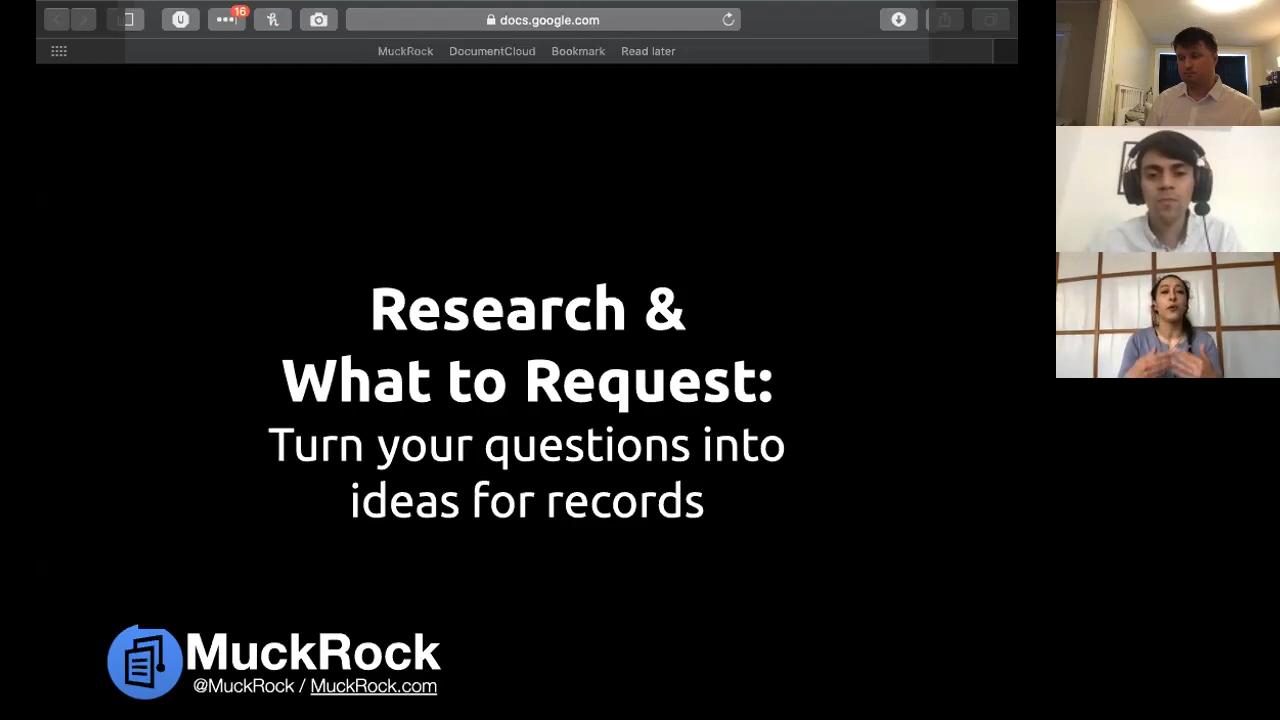 16
docs.google.com
MuckRock DocumentCloud Bookmark Read later
Research &
What to Request:
Turn your questions into
ideas for records
MuckRock
@MuckRock / MuckRock.com